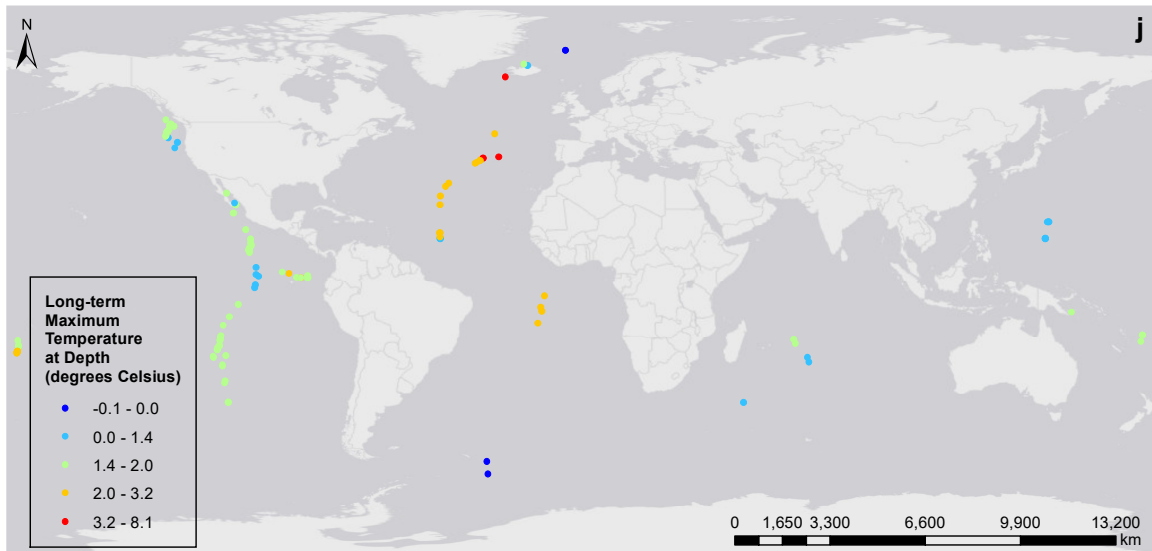 N
j
Long-term
Maximum
Temperature
at Depth
(degrees Celsius)
-0.1 - 0.0
0.0 - 1.4
1.4 - 2.0
2.0 - 3.2
3.2 - 8.1
0 1,650 3,300 6,600 9,900 13,200
km